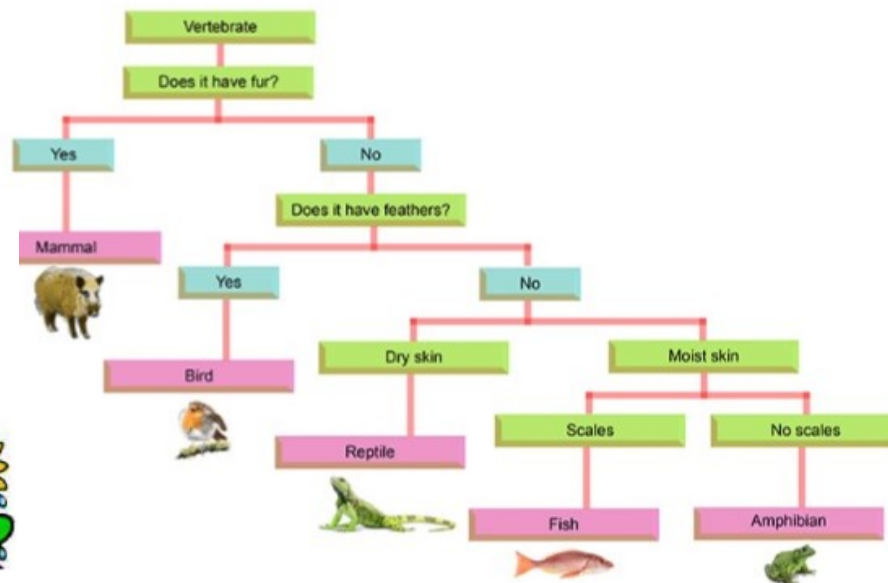 Vertebrate
Does it have fur?
Yes
No
Does it have feathers?
Mammal
Yes
No
Dry skin
Moist skin
Bird
Scales
No scales
Reptile
Fish
Amphibian